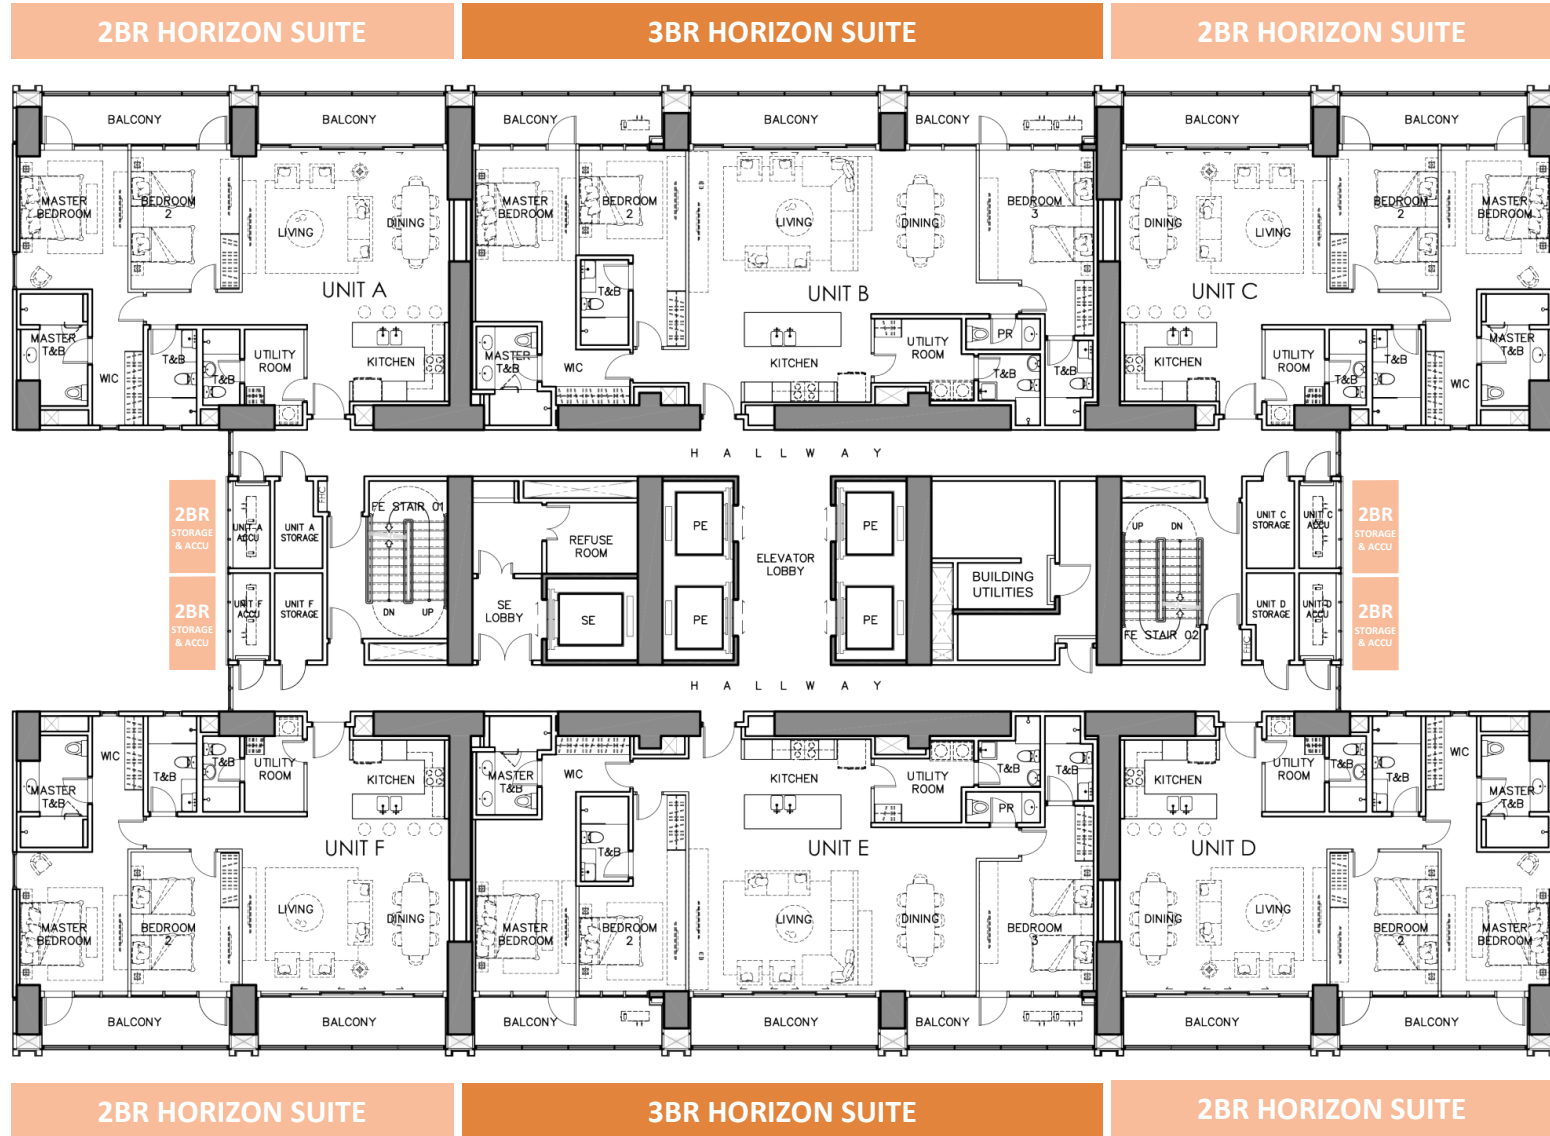 2BR HORIZON SUITE
3BR HORIZON SUITE
2BR HORIZON SUITE
BALCONY
BALCONY
BALCONY
BALCONY
BALCONY
BALCONY
BALCONY
MASTER
BEDROOM
BEDROOM
2
LIVING
DINING
MASTER
BEDROOM
BEDROOM
2
LIVING
DINING
BEDROOM
3
DINING
LIVING
BEDROOM
2
MASTER
BEDROOM
UNIT A
UNIT B
UNIT C
T&B
MASTER
T&B
WIC
T&B
T&B
UTILITY
ROOM
KITCHEN
MASTER
T&B
WIC
KITCHEN
UTILITY
ROOM
PR
T&B
T&B
KITCHEN
UTILITY
ROOM
T&B
T&B
WIC
MASTER
T&B
HALLWAY
2BR
STORAGE
& ACCU
UNIT A
ACCU
UNIT A
STORAGE
FHC
FE STAIR 01
DN
UP
REFUSE
ROOM
SE
LOBBY
SE
PE
PE
ELEVATOR
LOBBY
PE
PE
BUILDING
UTILITIES
UP
DN
FE STAIR 02
UNIT C
STORAGE
UNIT C
ACCU
2BR
STORAGE
& ACCU
2BR
STORAGE
& ACCU
UNIT F
ACCU
UNIT F
STORAGE
UNIT D
STORAGE
UNIT D
ACCU
FHC
2BR
STORAGE
& ACCU
HALLWAY
MASTER
T&B
WIC
T&B
T&B
UTILITY
ROOM
KITCHEN
MASTER
T&B
WIC
KITCHEN
UTILITY
ROOM
T&B
T&B
PR
KITCHEN
UTILITY
ROOM
T&B
T&B
WIC
MASTER
T&B
T&B
UNIT F
UNIT E
UNIT D
MASTER
BEDROOM
BEDROOM
2
LIVING
DINING
MASTER
BEDROOM
BEDROOM
2
LIVING
DINING
BEDROOM
3
DINING
LIVING
BEDROOM
2
MASTER
BEDROOM
BALCONY
BALCONY
BALCONY
BALCONY
BALCONY
BALCONY
BALCONY
2BR HORIZON SUITE
3BR HORIZON SUITE
2BR HORIZON SUITE